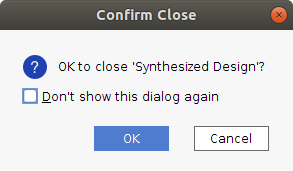 Confirm Close
OK to close 'Synthesized Design'?
Don't show this dialog again
OK
Cancel